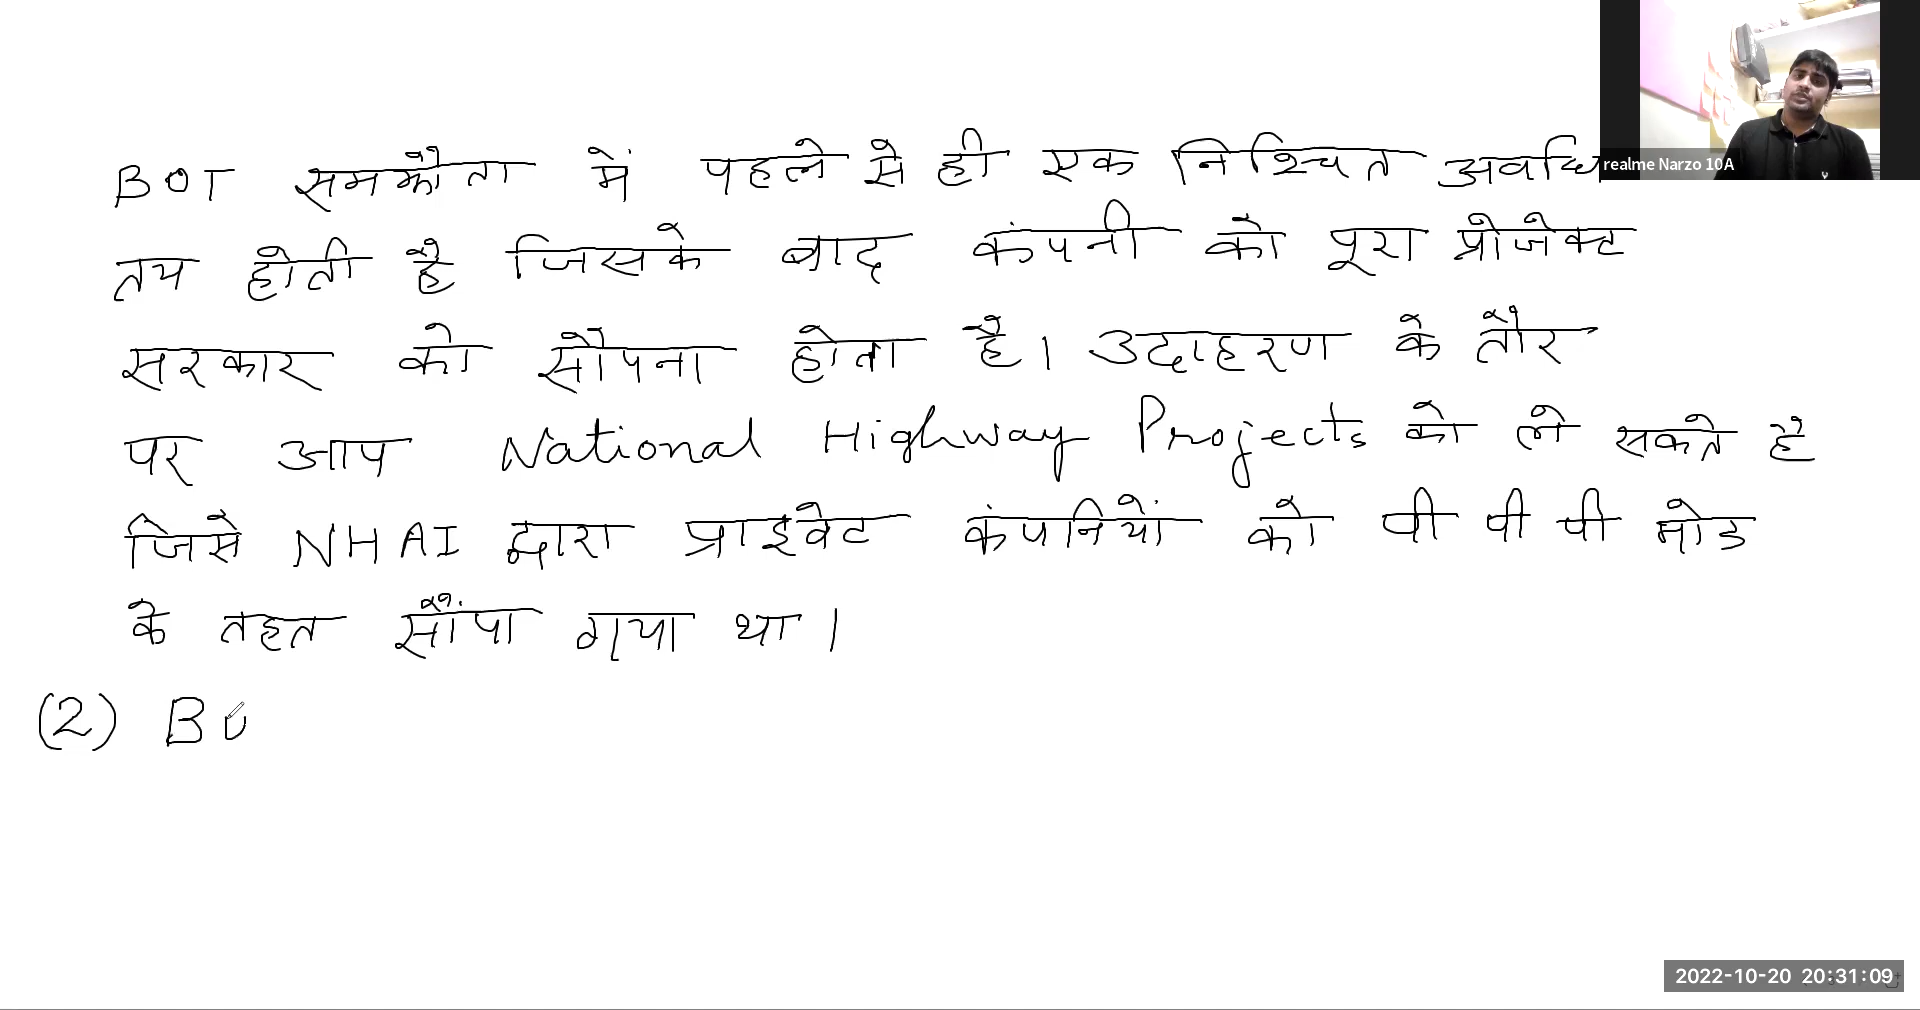 BOT समझौता में पहले से ही एक निश्चित अवधि
तय होती है जिसके बाद कंपनी को पूरा प्रोजेक्ट
सरकार को सौपना होता है। उदाहरण के तौर
पर आप National Highway Projects को ले सकते है
जिसे NHAI द्वारा प्राइवेट कंपनियों को पी पी पी मोड
के तहत सौंपा गया था।
(2) BO
realme Narzo 10A
2022-10-20 20:31:09